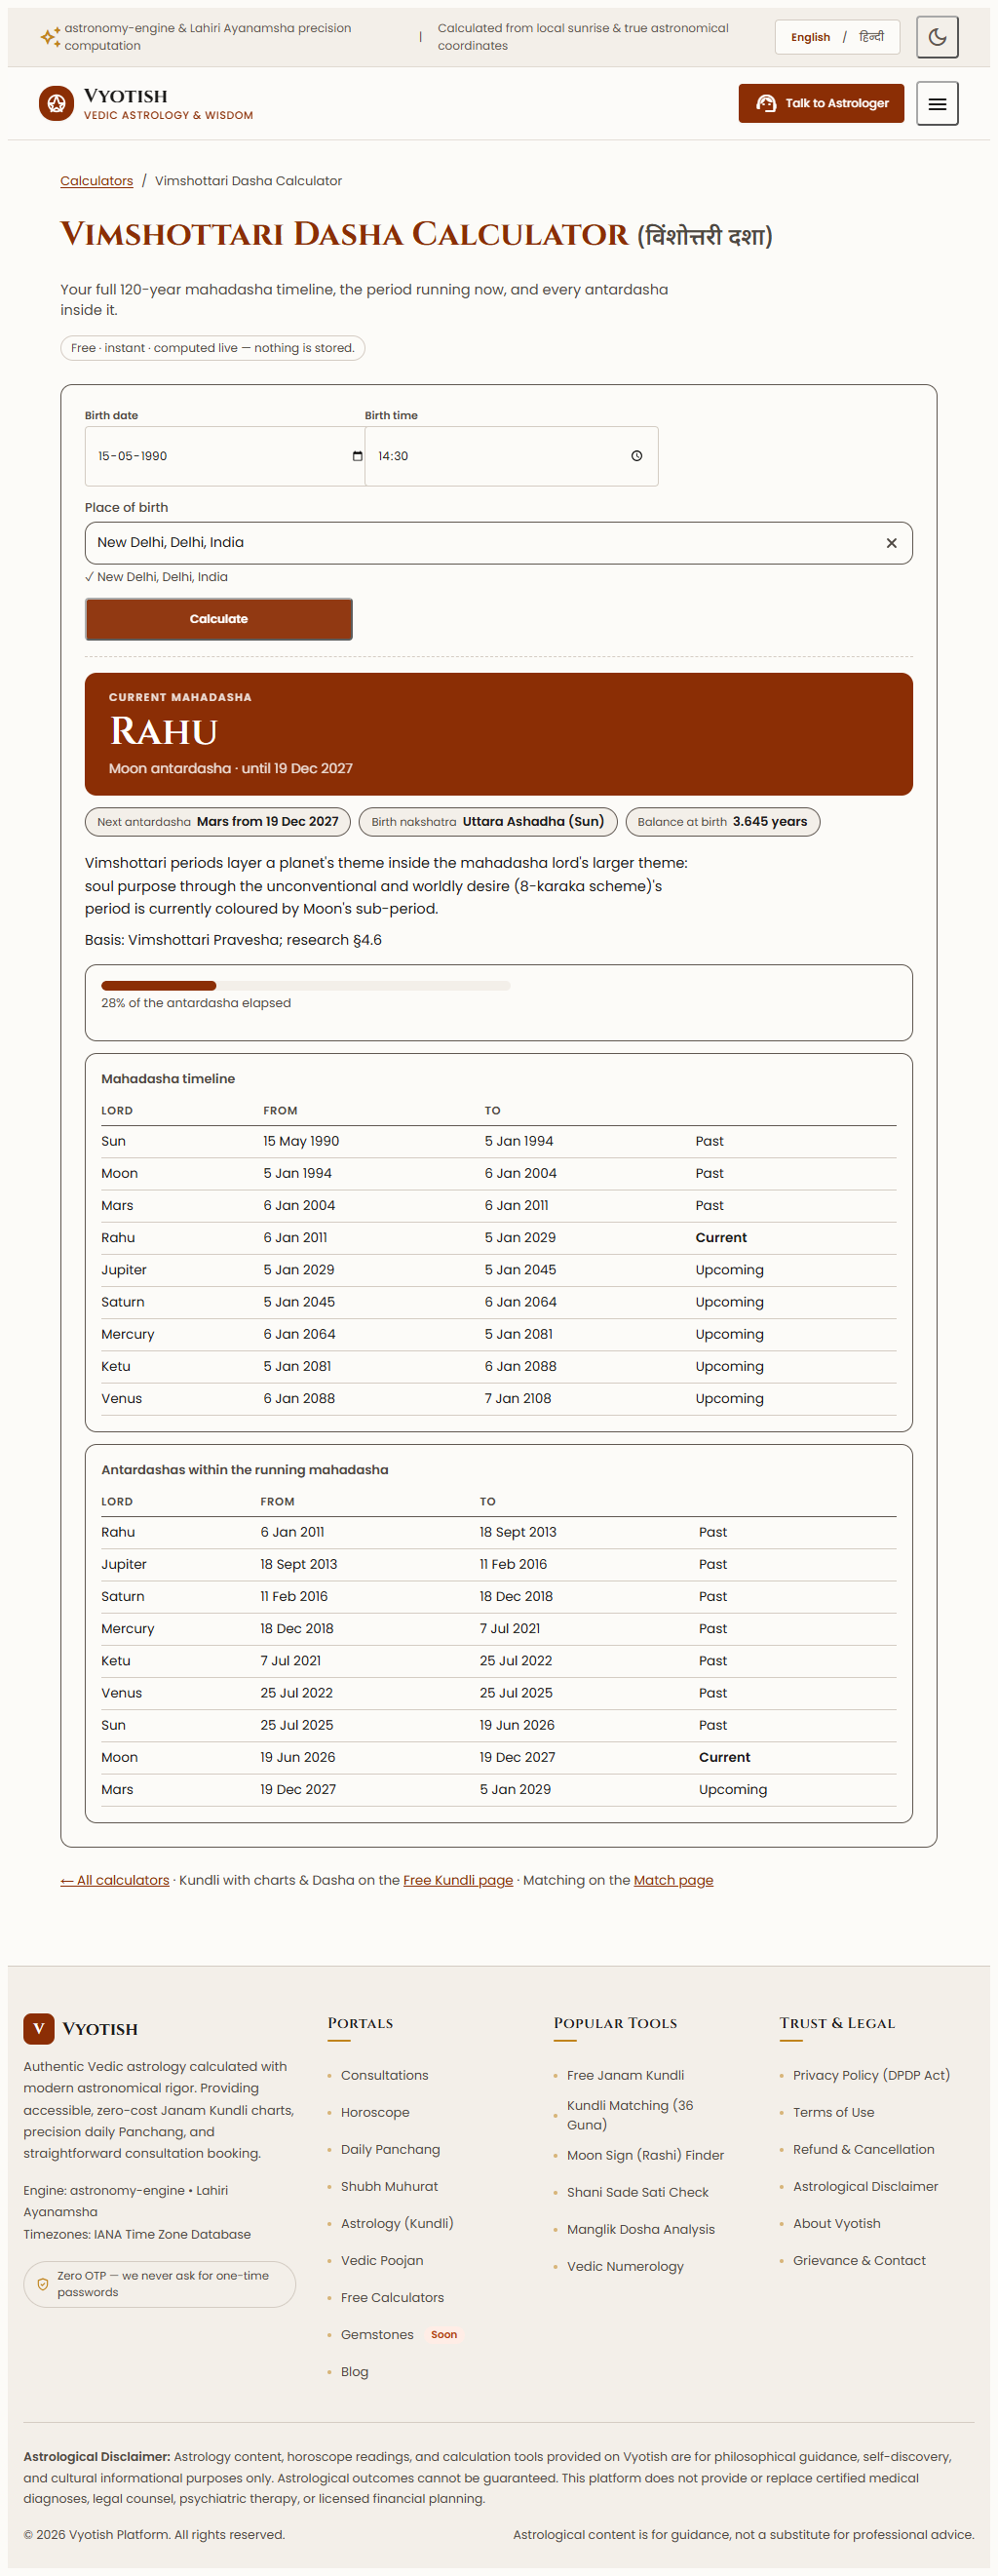 astronomy-engine & Lahiri Ayanamsha precision computation | Calculated from local sunrise & true astronomical coordinates
English / हिन्दी
Vyotish
VEDIC ASTROLOGY & WISDOM
Talk to Astrologer
Calculators / Vimshottari Dasha Calculator
Vimshottari Dasha Calculator (विंशोत्तरी दशा)
Your full 120-year mahadasha timeline, the period running now, and every antardasha
inside it.
Free · instant · computed live — nothing is stored.
Birth date Birth time
15-05-1990 14:30
Place of birth
New Delhi, Delhi, India
✓ New Delhi, Delhi, India
Calculate
CURRENT MAHADASHA
Rahu
Moon antardasha · until 19 Dec 2027
Next antardasha Mars from 19 Dec 2027 Birth nakshatra Uttara Ashadha (Sun) Balance at birth 3.645 years
Vimshottari periods layer a planet's theme inside the mahadasha lord's larger theme:
soul purpose through the unconventional and worldly desire (8-karaka scheme)'s
period is currently coloured by Moon's sub-period.
Basis: Vimshottari Pravesha; research §4.6
28% of the antardasha elapsed
Mahadasha timeline
LORD FROM TO
Sun 15 May 1990 5 Jan 1994 Past
Moon 5 Jan 1994 6 Jan 2004 Past
Mars 6 Jan 2004 6 Jan 2011 Past
Rahu 6 Jan 2011 5 Jan 2029 Current
Jupiter 5 Jan 2029 5 Jan 2045 Upcoming
Saturn 5 Jan 2045 6 Jan 2064 Upcoming
Mercury 6 Jan 2064 5 Jan 2081 Upcoming
Ketu 5 Jan 2081 6 Jan 2088 Upcoming
Venus 6 Jan 2088 7 Jan 2108 Upcoming
Antardashas within the running mahadasha
LORD FROM TO
Rahu 6 Jan 2011 18 Sept 2013 Past
Jupiter 18 Sept 2013 11 Feb 2016 Past
Saturn 11 Feb 2016 18 Dec 2018 Past
Mercury 18 Dec 2018 7 Jul 2021 Past
Ketu 7 Jul 2021 25 Jul 2022 Past
Venus 25 Jul 2022 25 Jul 2025 Past
Sun 25 Jul 2025 19 Jun 2026 Past
Moon 19 Jun 2026 19 Dec 2027 Current
Mars 19 Dec 2027 5 Jan 2029 Upcoming
← All calculators · Kundli with charts & Dasha on the Free Kundli page · Matching on the Match page
V Vyotish
Authentic Vedic astrology calculated with
modern astronomical rigor. Providing
accessible, zero-cost Janam Kundli charts,
precision daily Panchang, and
straightforward consultation booking.
Engine: astronomy-engine • Lahiri
Ayanamsha
Timezones: IANA Time Zone Database
Zero OTP — we never ask for one-time
passwords
Portals
Consultations
Horoscope
Daily Panchang
Shubh Muhurat
Astrology (Kundli)
Vedic Poojan
Free Calculators
Gemstones Soon
Blog
Popular Tools
Free Janam Kundli
Kundli Matching (36
Guna)
Moon Sign (Rashi) Finder
Shani Sade Sati Check
Manglik Dosha Analysis
Vedic Numerology
Trust & Legal
Privacy Policy (DPDP Act)
Terms of Use
Refund & Cancellation
Astrological Disclaimer
About Vyotish
Grievance & Contact
Astrological Disclaimer: Astrology content, horoscope readings, and calculation tools provided on Vyotish are for philosophical guidance, self-discovery,
and cultural informational purposes only. Astrological outcomes cannot be guaranteed. This platform does not provide or replace certified medical
diagnoses, legal counsel, psychiatric therapy, or licensed financial planning.
© 2026 Vyotish Platform. All rights reserved. Astrological content is for guidance, not a substitute for professional advice.